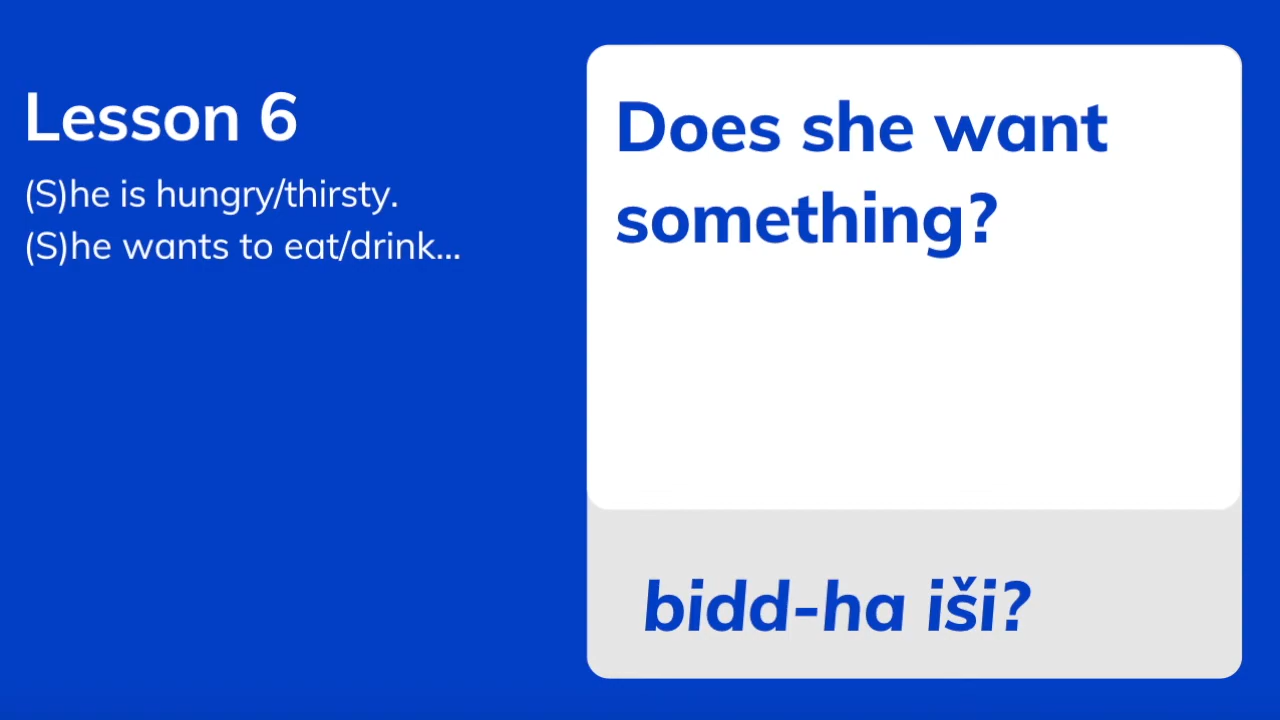 Lesson 6
(S)he is hungry/thirsty.
(S)he wants to eat/drink...
Does she want
something?
bidd-ha iši?